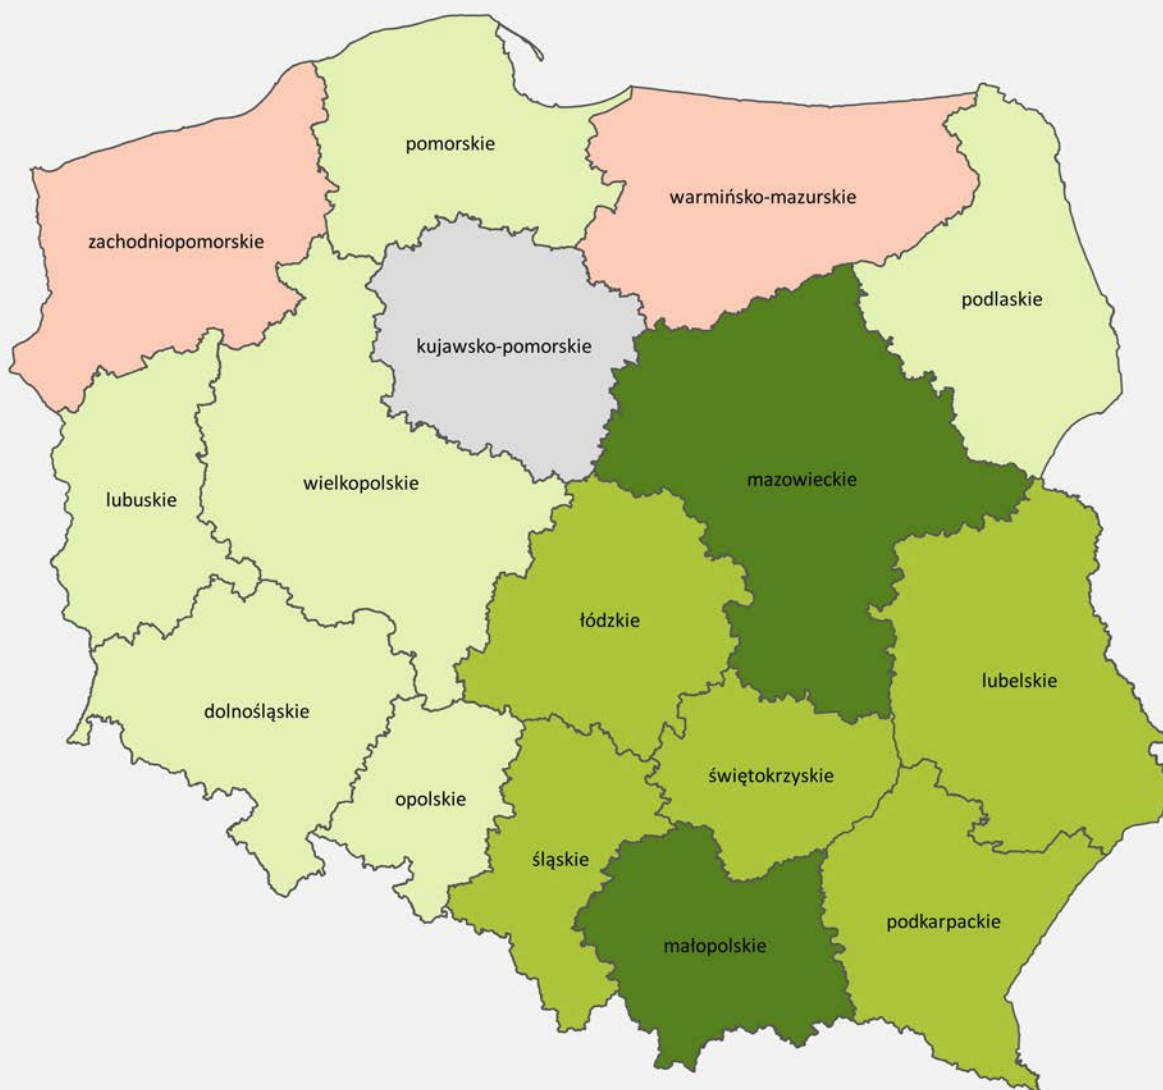 pomorskie
warmińsko-mazurskie
zachodniopomorskie
podlaskie
kujawsko-pomorskie
mazowieckie
wielkopolskie
lubuskie
łódzkie
lubelskie
dolnośląskie
świętokrzyskie
opolskie
śląskie
podkarpackie
małopolskie